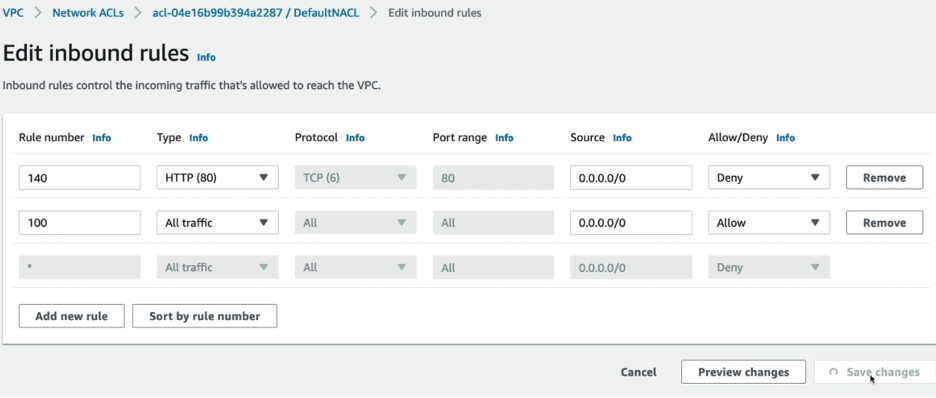 VPC > Network ACLs > acl-04e16b99b394a2287 / DefaultNACL > Edit inbound rules
Edit inbound rules Info
Inbound rules control the incoming traffic that's allowed to reach the VPC.
Rule number Info Type Info Protocol Info Port range Info Source Info Allow/Deny Info
140 HTTP (80) TCP (6) 80 0.0.0.0/0 Deny Remove
100 All traffic All All 0.0.0.0/0 Allow Remove
* All traffic All All 0.0.0.0/0 Deny
Add new rule Sort by rule number
Cancel Preview changes Save changes